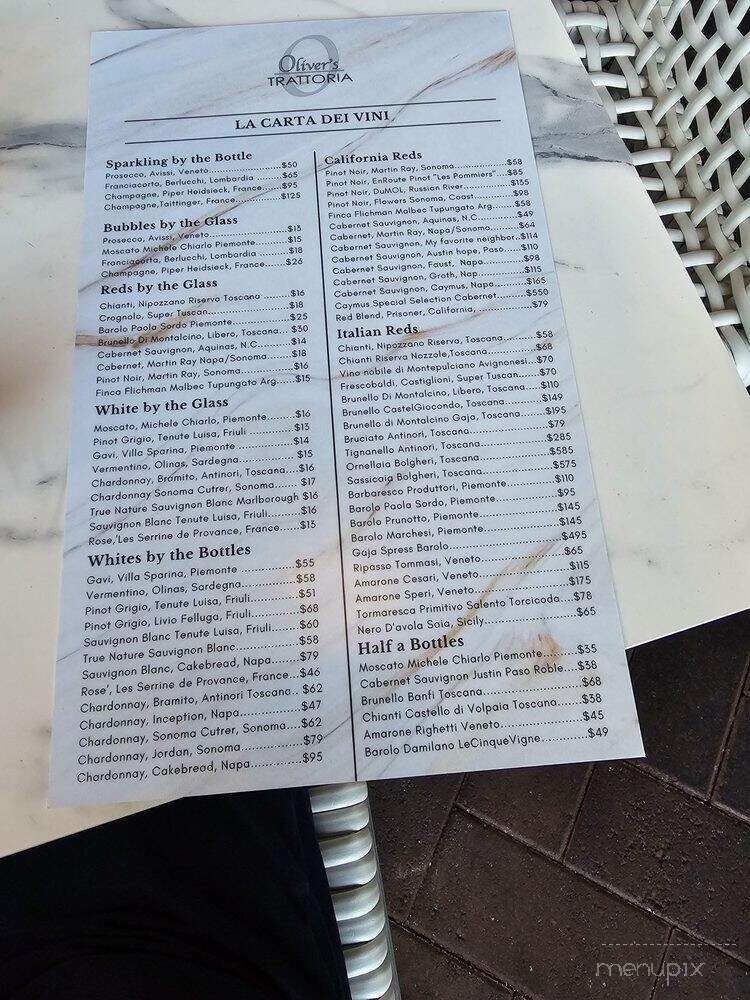 Oliver's
TRATTORIA
LA CARTA DEI VINI
Sparkling by the Bottle
Prosecco, Avissi, Veneto....................$50
Franciacorta, Berlucchi, Lombardia ......$65
Champagne, Piper Heidsieck, France.....$95
Champagne,Taittinger, France...........$125
Bubbles by the Glass
Prosecco, Avissi, Veneto....................$13
Moscato Michele Chiarlo Piemonte........$15
Franciacorta, Berlucchi, Lombardia ......$18
Champagne, Piper Heidsieck, France......$26
Reds by the Glass
Chianti, Nipozzano Riserva Toscana .......$16
Crognolo, Super Tuscan....................$18
Barolo Paola Sordo Piemonte..............$25
Brunello Di Montalcino, Libero, Toscana...$30
Cabernet Sauvignon, Aquinas, N.C........$14
Cabernet, Martin Ray Napa/Sonoma......$18
Pinot Noir, Martin Ray, Sonoma............$16
Finca Flichman Malbec Tupungato Arg.....$15
White by the Glass
Moscato, Michele Chiarlo, Piemonte.......$16
Pinot Grigio, Tenute Luisa, Friuli ..........$13
Gavi, Villa Sparina, Piemonte .............$14
Vermentino, Olinas, Sardegna.............$15
Chardonnay, Bramito, Antinori, Toscana....$16
Chardonnay Sonoma Cutrer, Sonoma...... $17
True Nature Sauvignon Blanc Marlborough $16
Sauvignon Blanc Tenute Luisa, Friuli.......$16
Rose,'Les Serrine de Provance, France......$13
Whites by the Bottles
Gavi, Villa Sparina, Piemonte .............$55
Vermentino, Olinas, Sardegna.............$58
Pinot Grigio, Tenute Luisa, Friuli..........$51
Pinot Grigio, Livio Felluga, Friuli..........$68
Sauvignon Blanc Tenute Luisa, Friuli......$60
True Nature Sauvignon Blanc..............$58
Sauvignon Blanc, Cakebread, Napa.......$79
Rose', Les Serrine de Provance, France...$46
Chardonnay, Bramito, Antinori Toscana.. $62
Chardonnay, Inception, Napa.............$47
Chardonnay, Sonoma Cutrer, Sonoma....$62
Chardonnay, Jordan, Sonoma.............$79
Chardonnay, Cakebread, Napa............$95
California Reds
Pinot Noir, Martin Ray, Sonoma............$58
Pinot Noir, EnRoute Pinot "Les Pommiers" ...$85
Pinot Noir, DuMOL, Russian River...........$135
Pinot Noir, Flowers Sonoma, Coast..........$98
Finca Flichman Malbec Tupungato Arg......$58
Cabernet Sauvignon, Aquinas, N.C..........$49
Cabernet, Martin Ray, Napa/Sonoma.......$64
Cabernet Sauvignon, My favorite neighbor..$114
Cabernet Sauvignon, Austin hope, Paso....$110
Cabernet Sauvignon, Faust, Napa..........$98
Cabernet Sauvignon, Groth, Nap...........$115
Cabernet Sauvignon, Caymus, Napa.......$165
Caymus Special Selection Cabernet........$550
Red Blend, Prisoner, California, ............$79
Italian Reds
Chianti, Nipozzano Riserva, Toscana.......$58
Chianti Riserva Nozzole,Toscana...........$68
Vino nobile di Montepulciano Avignonesi..$70
Frescobaldi, Castiglioni, Super Tuscan.....$70
Brunello Di Montalcino, Libero, Toscana....$110
Brunello CastelGiocondo, Toscana.........$149
Brunello di Montalcino Gaja, Toscana......$195
Bruciato Antinori, Toscana.................$79
Tignanello Antinori, Toscana..............$285
Ornellaia Bolgheri, Toscana...............$585
Sassicaia Bolgheri, Toscana...............$575
Barbaresco Produttori, Piemonte..........$110
Barolo Paola Sordo, Piemonte.............$95
Barolo Prunotto, Piemonte................$145
Barolo Marchesi, Piemonte................$145
Gaja Spress Barolo........................$495
Ripasso Tommasi, Veneto..................$65
Amarone Cesari, Veneto...................$115
Amarone Speri, Veneto....................$175
Tormaresca Primitivo Salento Torcicoda...$78
Nero D'avola Saia, Sicily..................$65
Half a Bottles
Moscato Michele Chiarlo Piemonte........$35
Cabernet Sauvignon Justin Paso Roble....$38
Brunello Banfi Toscana....................$68
Chianti Castello di Volpaia Toscana.......$38
Amarone Righetti Veneto..................$45
Barolo Damilano LeCinqueVigne...........$49
menupix